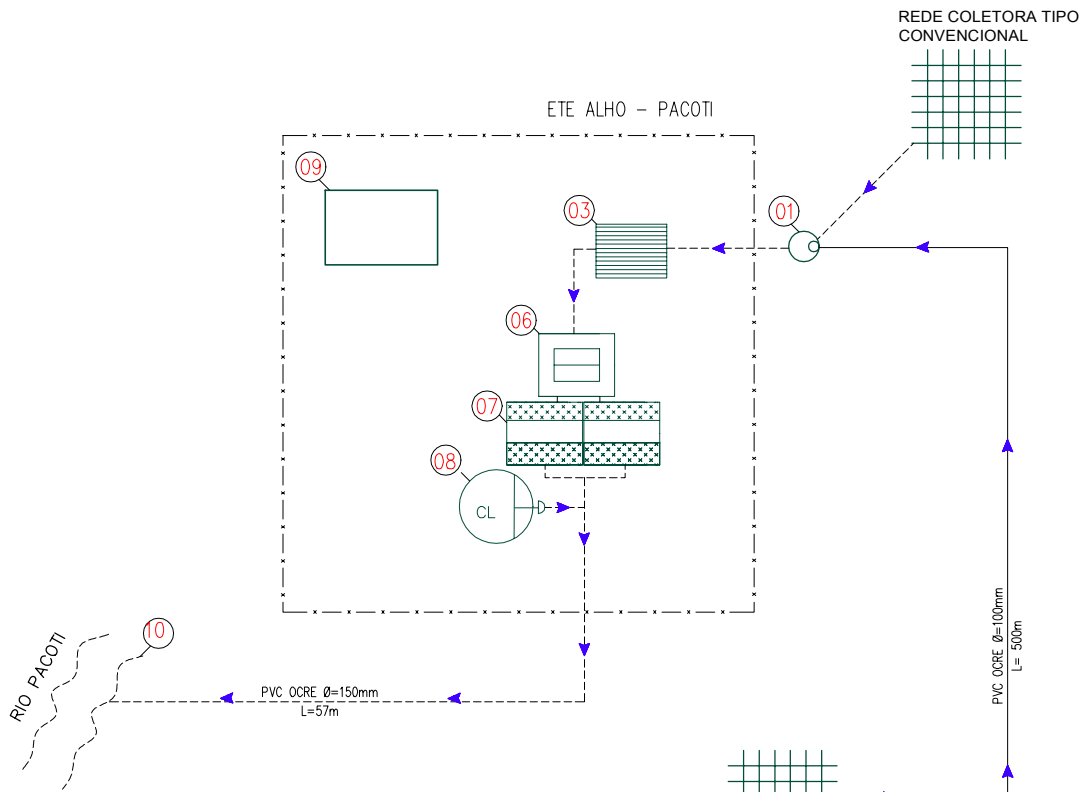 REDE COLETORA TIPO
CONVENCIONAL
ETE ALHO - PACOTI
09
03
01
06
07
08
CL
10
RIO PACOTI
PVC OCRE Ø=150mm
L=57m
PVC OCRE Ø=100mm
L= 500m